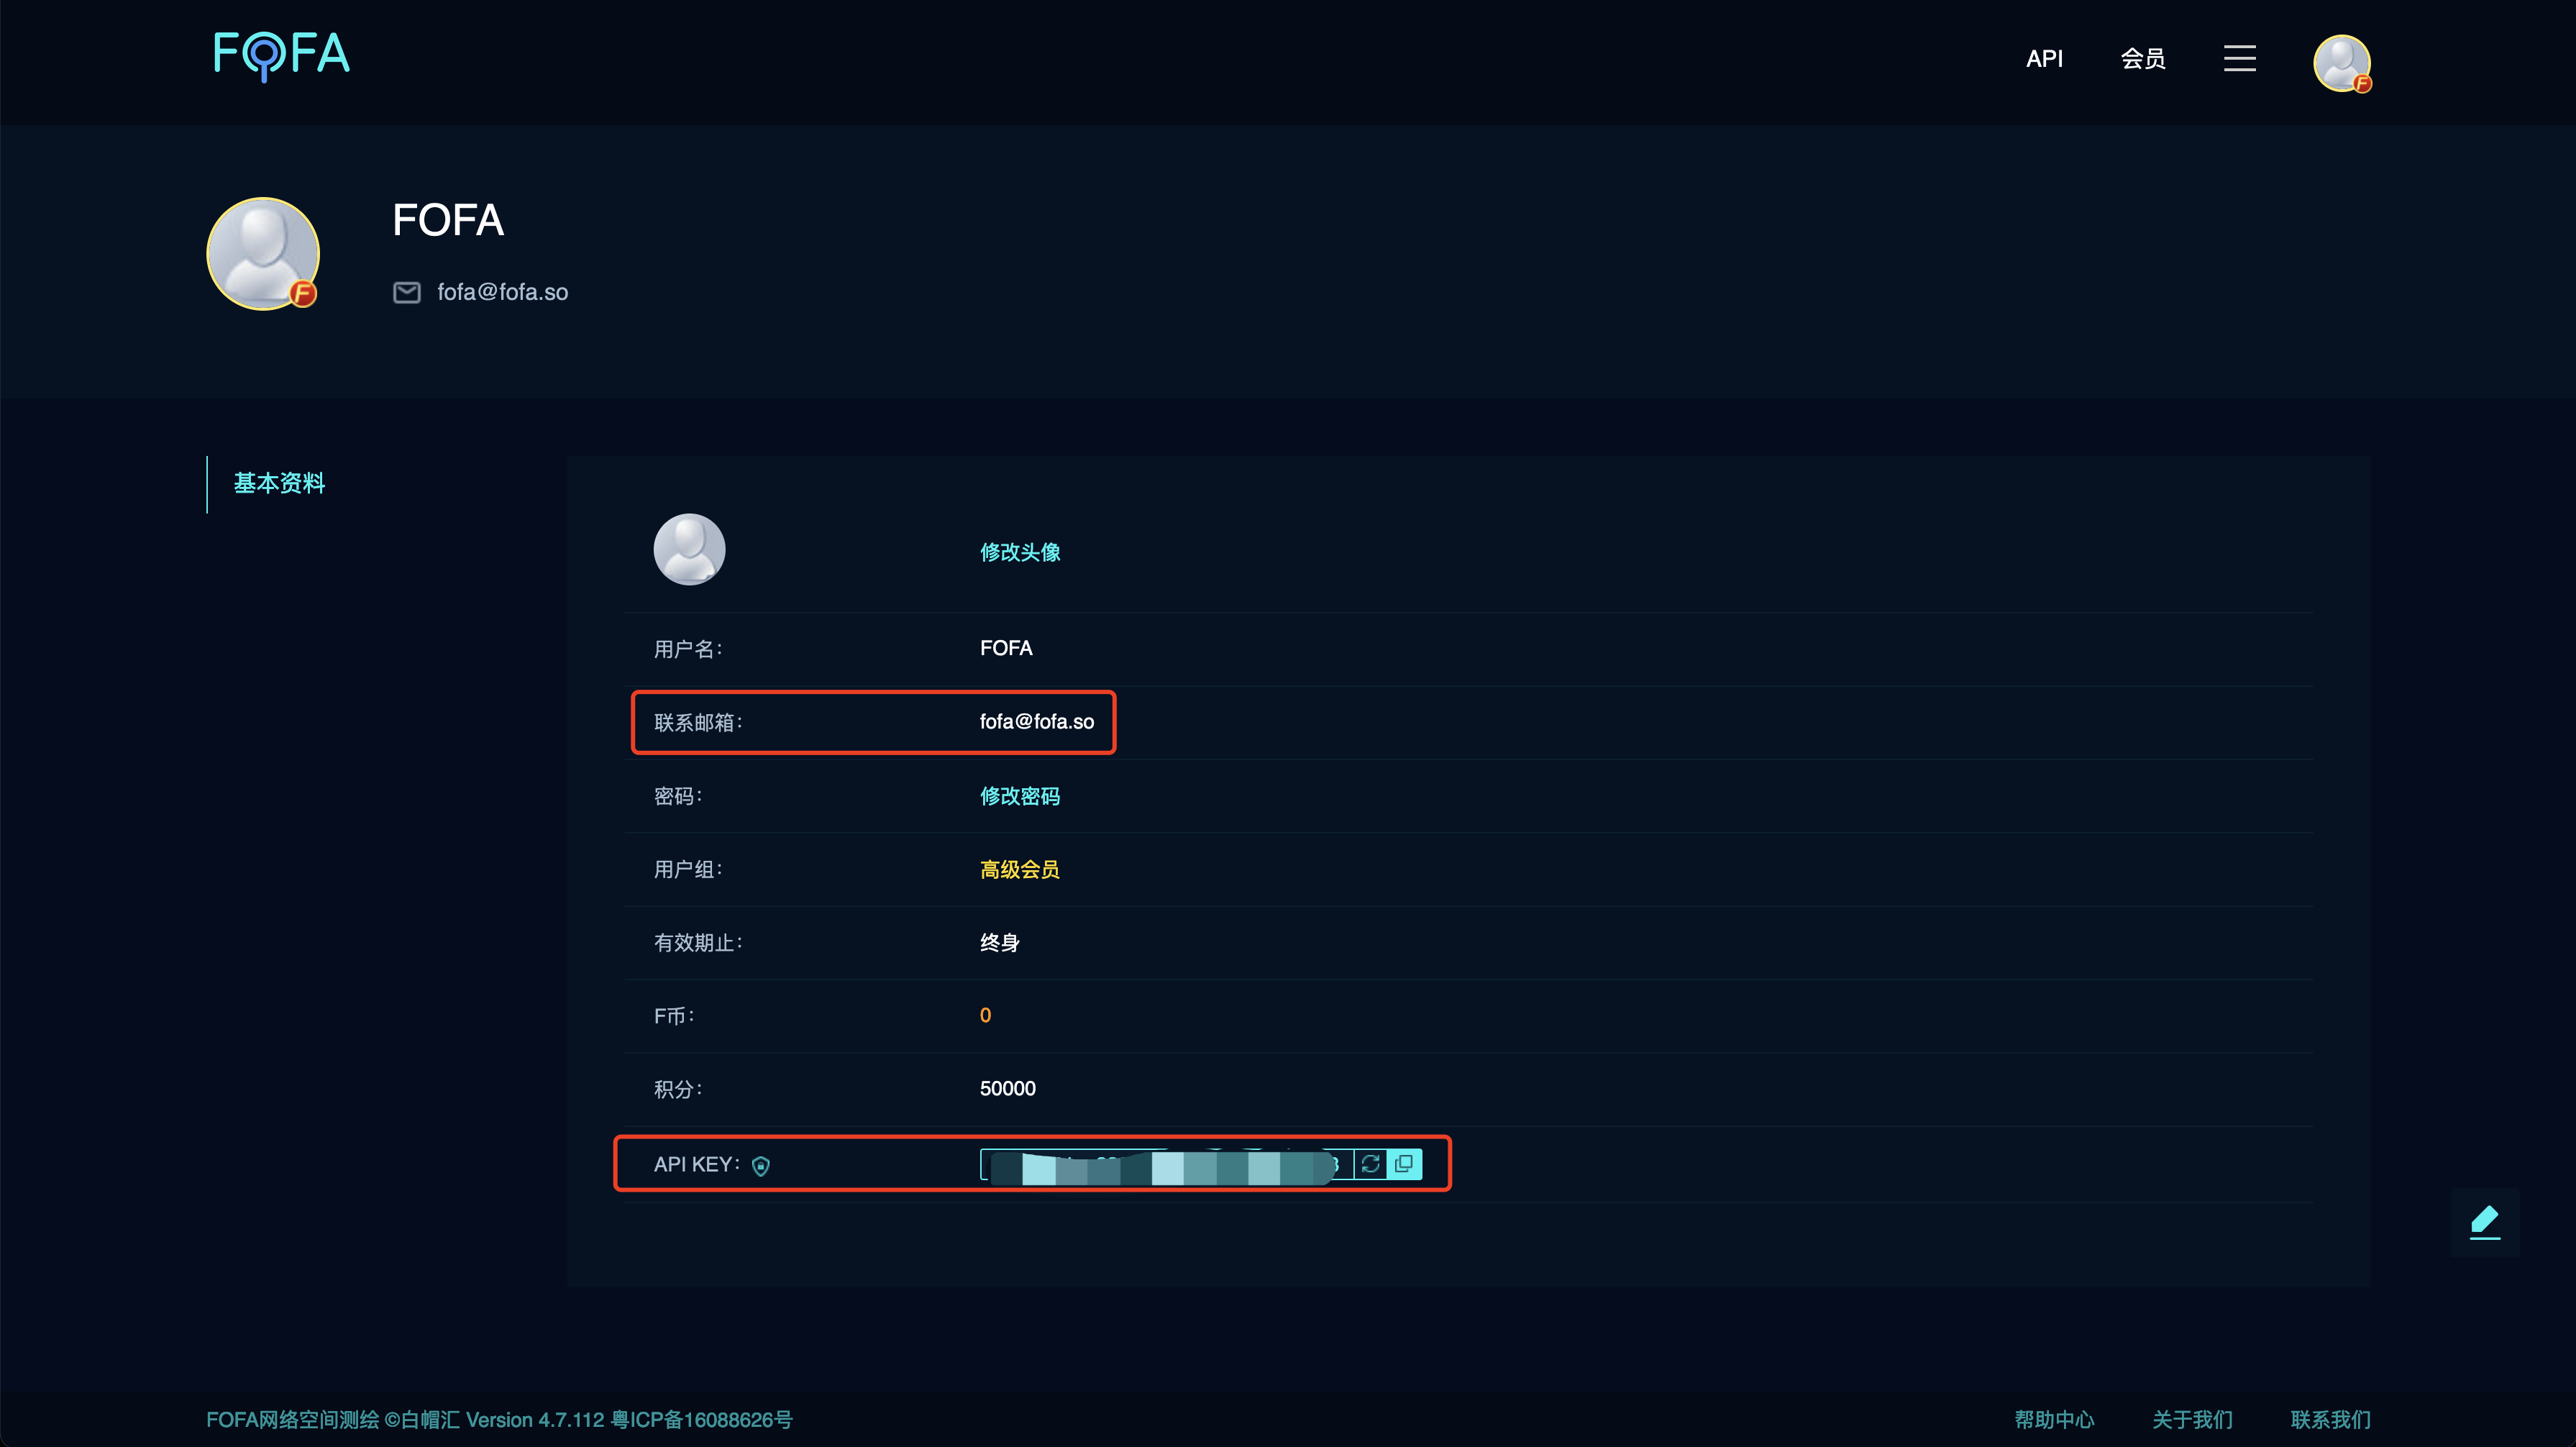 FOFA
API
会员
F
FOFA
F
fofa@fofa.so
基本资料
修改头像
用户名：
FOFA
联系邮箱：
fofa@fofa.so
密码：
修改密码
用户组：
高级会员
有效期止：
终身
F币：
0
积分：
50000
API KEY：
FOFA网络空间测绘 ©白帽汇 Version 4.7.112 粤ICP备16088626号
帮助中心
关于我们
联系我们